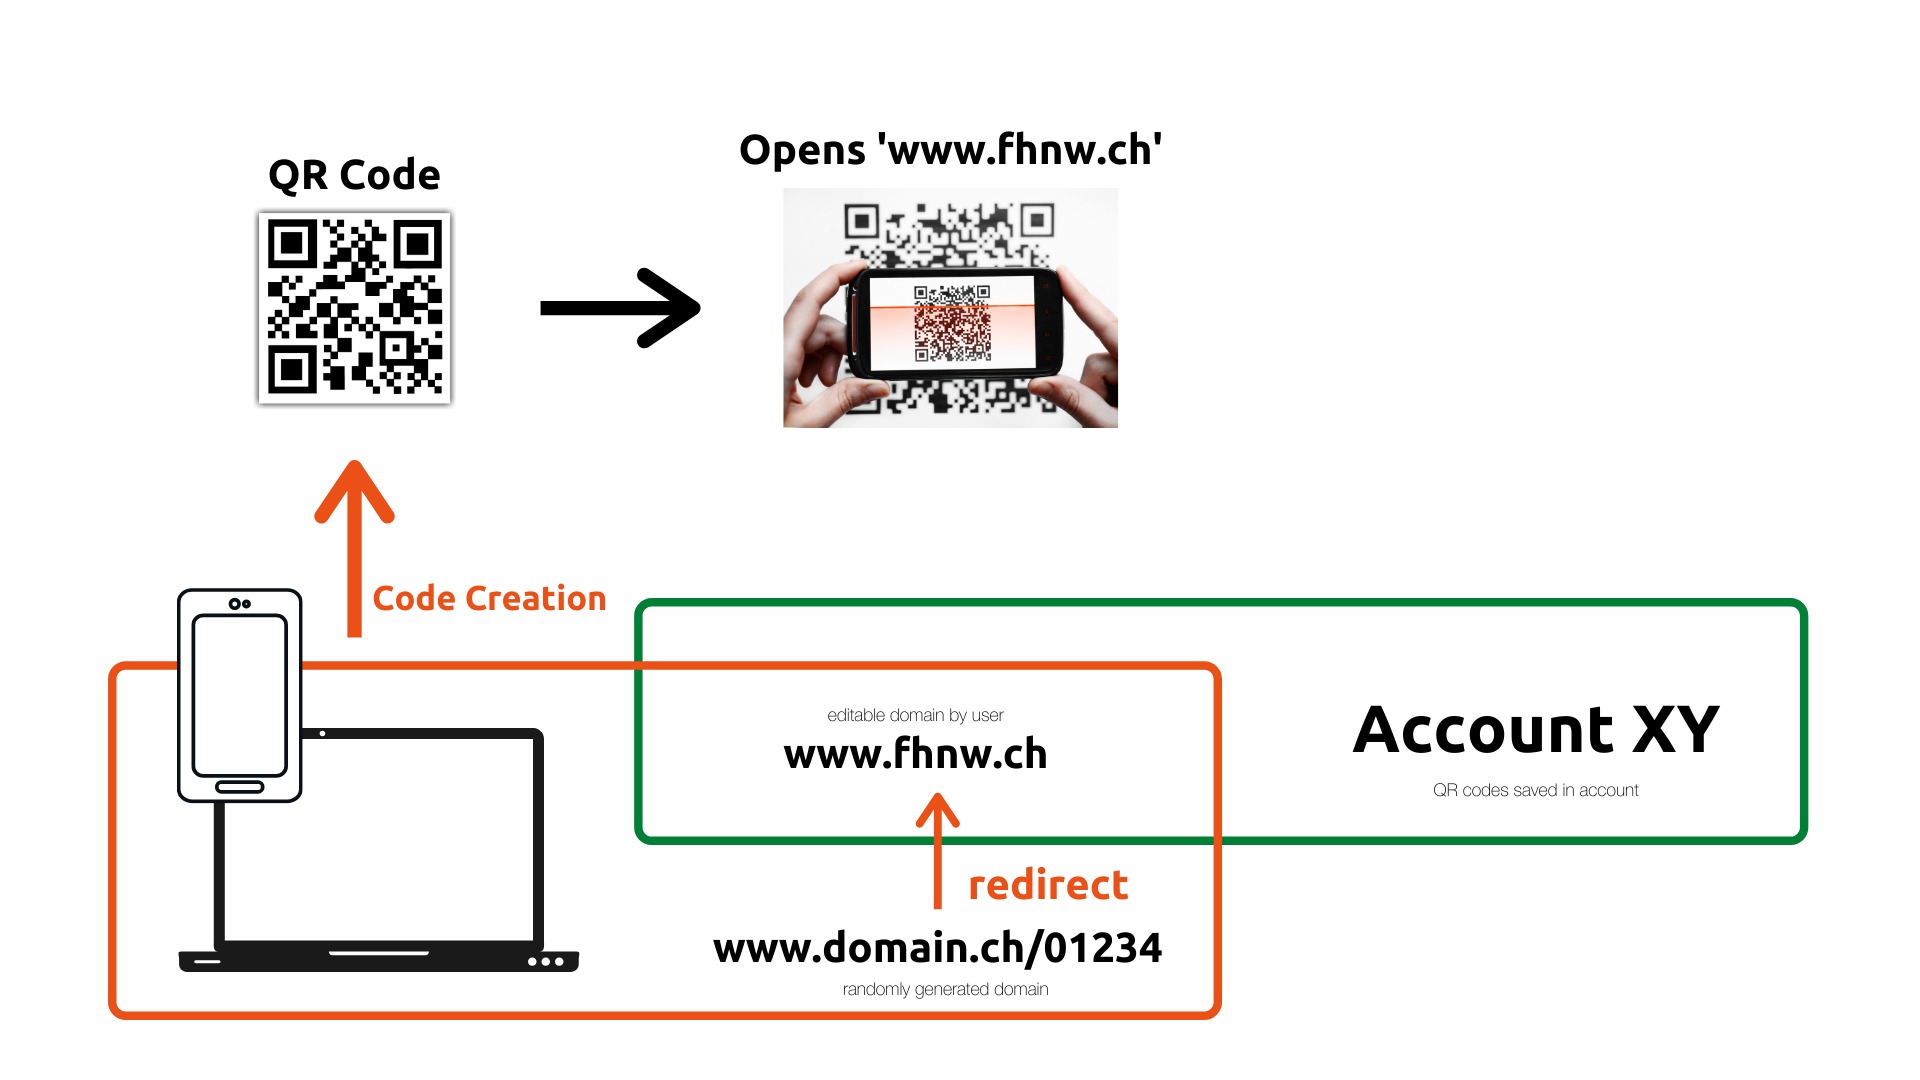 Opens 'www.fhnw.ch'
QR Code
Code Creation
editable domain by user
www.fhnw.ch
Account XY
QR codes saved in account
redirect
www.domain.ch/01234
randomly generated domain